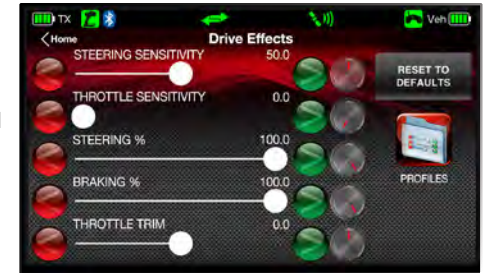 TX Veh
Home Drive Effects
STEERING SENSITIVITY 50.0
RESET TO
DEFAULTS
THROTTLE SENSITIVITY 0.0
STEERING % 100.0
BRAKING % 100.0
PROFILES
THROTTLE TRIM 0.0